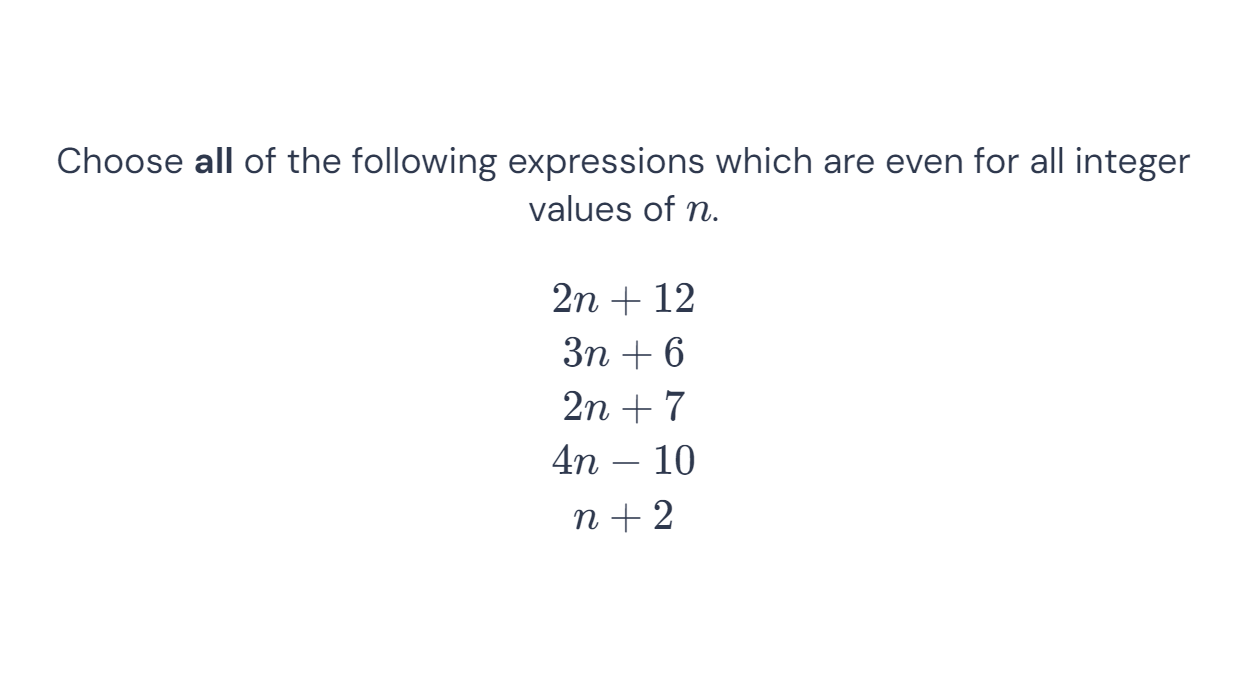 Choose all of the following expressions which are even for all integer
values of n.
2n + 12
3n + 6
2n + 7
4n − 10
n + 2